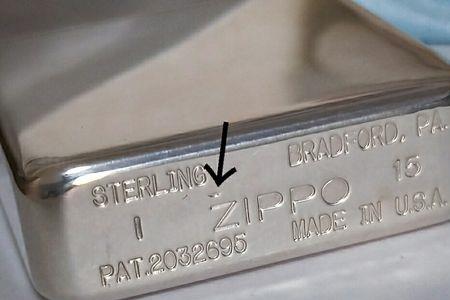 STERLING BRADFORD, PA.
I ZIPPO 15
PAT.2032695 MADE IN U.S.A.